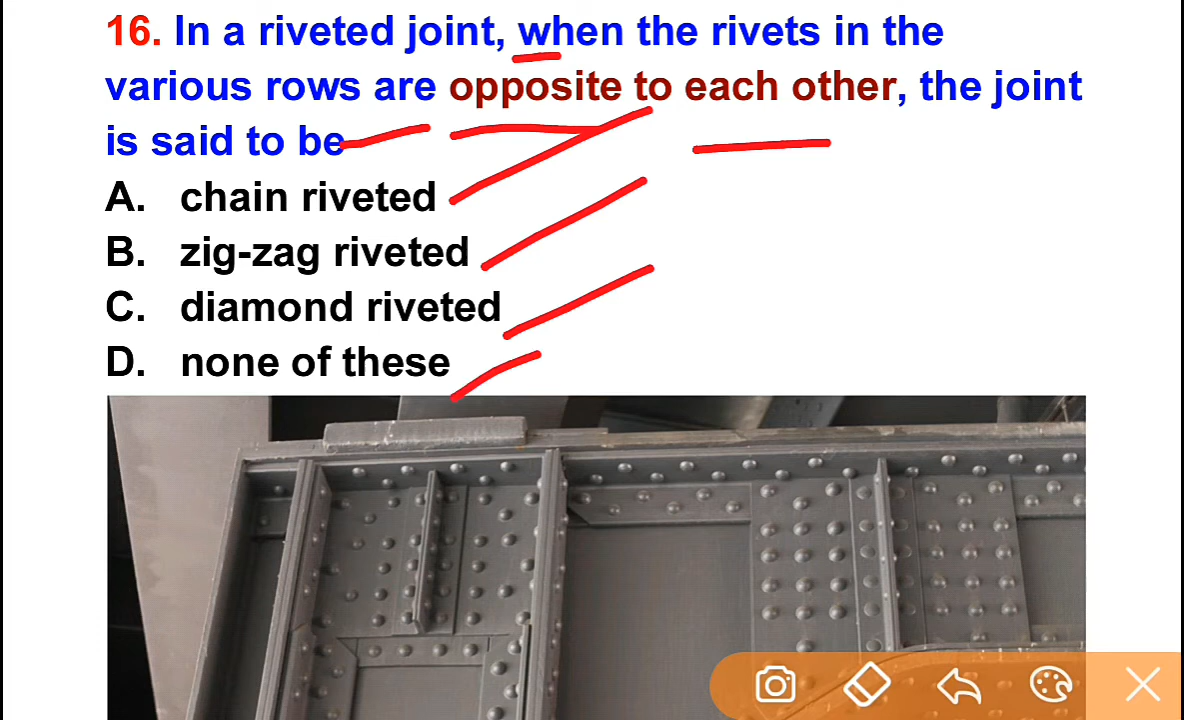 16. In a riveted joint, when the rivets in the
various rows are opposite to each other, the joint
is said to be
A. chain riveted
B. zig-zag riveted
C. diamond riveted
D. none of these